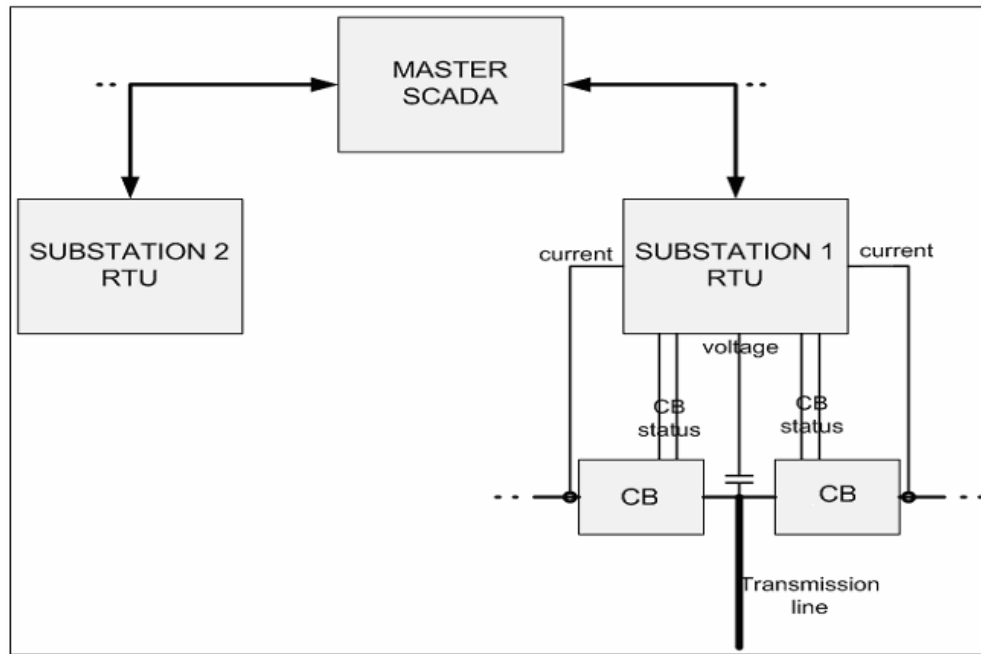 MASTER
SCADA
SUBSTATION 2
RTU
current
SUBSTATION 1
RTU
current
voltage
CB
status
CB
status
CB
CB
Transmission
line